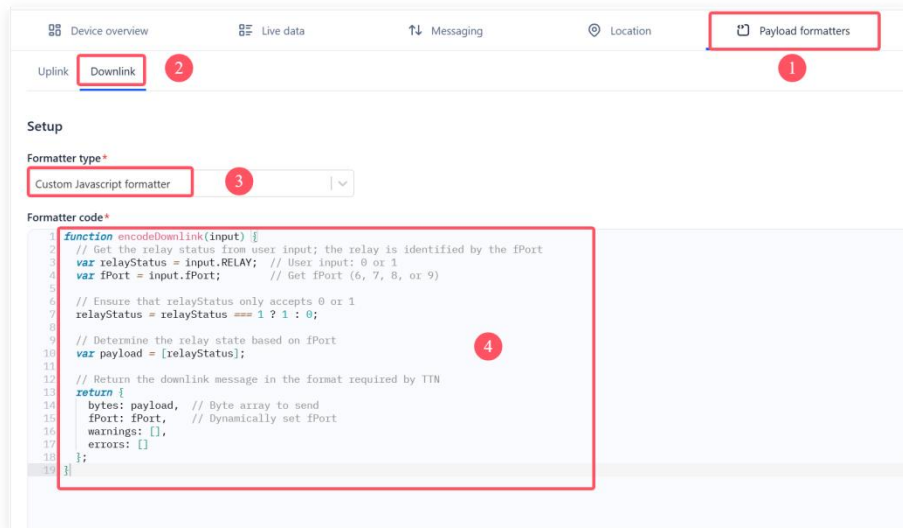 Device overview
Live data
Messaging
Location
Payload formatters
1
Uplink
Downlink
2
Setup
Formatter type*
Custom Javascript formatter
3
Formatter code*
1 function encodeDownlink(input) {
2 // Get the relay status from user input; the relay is identified by the fPort
3 var relayStatus = input.RELAY; // User input: 0 or 1
4 var fPort = input.fPort; // Get fPort (6, 7, 8, or 9)
5
6 // Ensure that relayStatus only accepts 0 or 1
7 relayStatus = relayStatus === 1 ? 1 : 0;
8
9 // Determine the relay state based on fPort
10 var payload = [relayStatus];
11
12 // Return the downlink message in the format required by TTN
13 return {
14 bytes: payload, // Byte array to send
15 fPort: fPort, // Dynamically set fPort
16 warnings: [],
17 errors: []
18 };
19 }
4